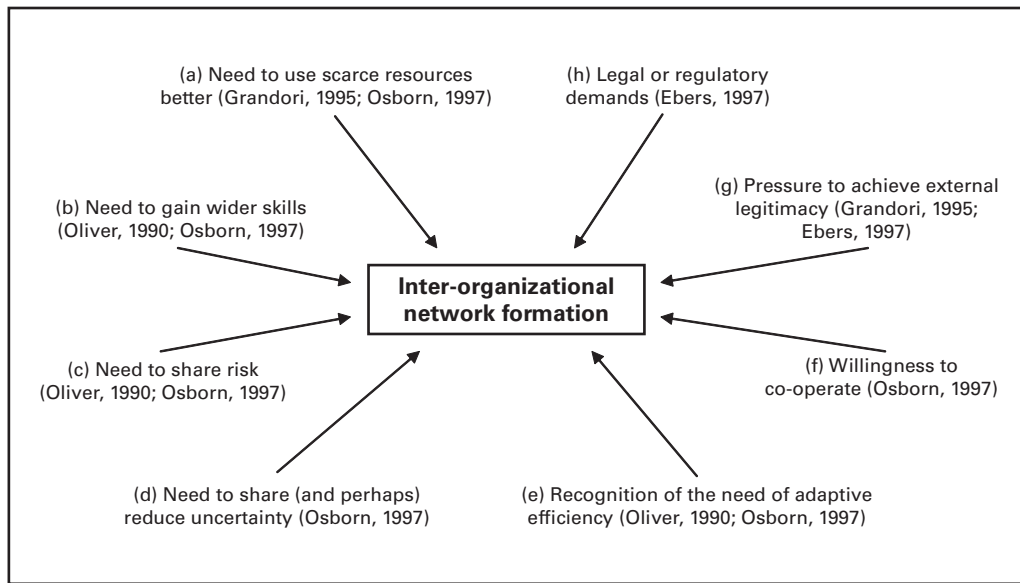 (a) Need to use scarce resources
better (Grandori, 1995; Osborn, 1997)
(h) Legal or regulatory
demands (Ebers, 1997)
(b) Need to gain wider skills
(Oliver, 1990; Osborn, 1997)
(g) Pressure to achieve external
legitimacy (Grandori, 1995;
Ebers, 1997)
Inter-organizational
network formation
(c) Need to share risk
(Oliver, 1990; Osborn, 1997)
(f) Willingness to
co-operate (Osborn, 1997)
(d) Need to share (and perhaps)
reduce uncertainty (Osborn, 1997)
(e) Recognition of the need of adaptive
efficiency (Oliver, 1990; Osborn, 1997)